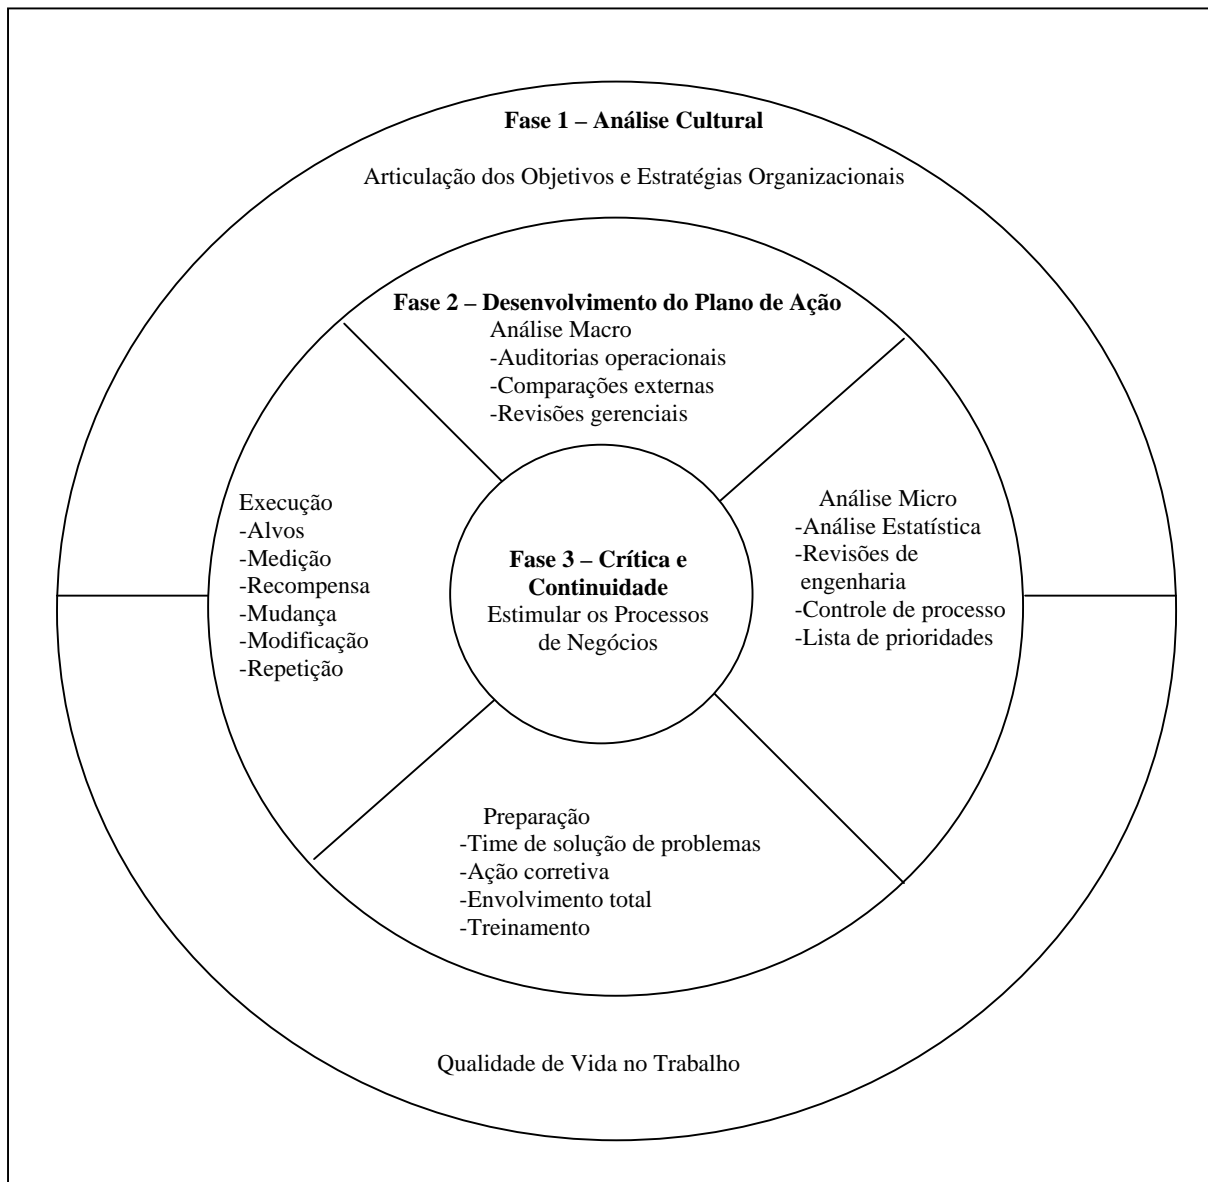 Fase 1 – Análise Cultural
Articulação dos Objetivos e Estratégias Organizacionais
Fase 2 – Desenvolvimento do Plano de Ação
Análise Macro
-Auditorias operacionais
-Comparações externas
-Revisões gerenciais
Execução
-Alvos
-Medição
-Recompensa
-Mudança
-Modificação
-Repetição
Fase 3 – Crítica e
Continuidade
Estimular os Processos
de Negócios
Análise Micro
-Análise Estatística
-Revisões de
engenharia
-Controle de processo
-Lista de prioridades
Preparação
-Time de solução de problemas
-Ação corretiva
-Envolvimento total
-Treinamento
Qualidade de Vida no Trabalho